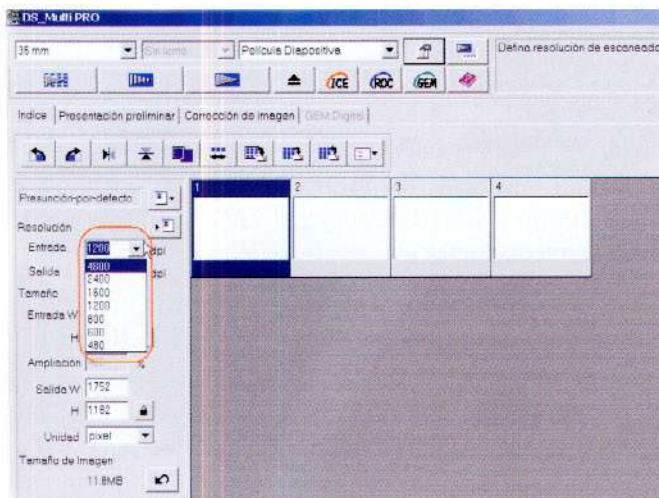 DS_Multi PRO
35 mm
Película Diapositiva
Defina resolución de escaneado
ICE
ROC
GEM
Indice
Presentación preliminar
Corrección de imagen
GEM Digital
1
2
3
4
Presunción-por-defecto
Resolución
Entrada
1200
dpi
4800
Salida
dpi
2400
Tamaño
1600
1200
Entrada W
800
600
H
480
Ampliación
%
Salida W
1752
H
1182
Unidad
pixel
Tamaño de Imagen
11.8MB